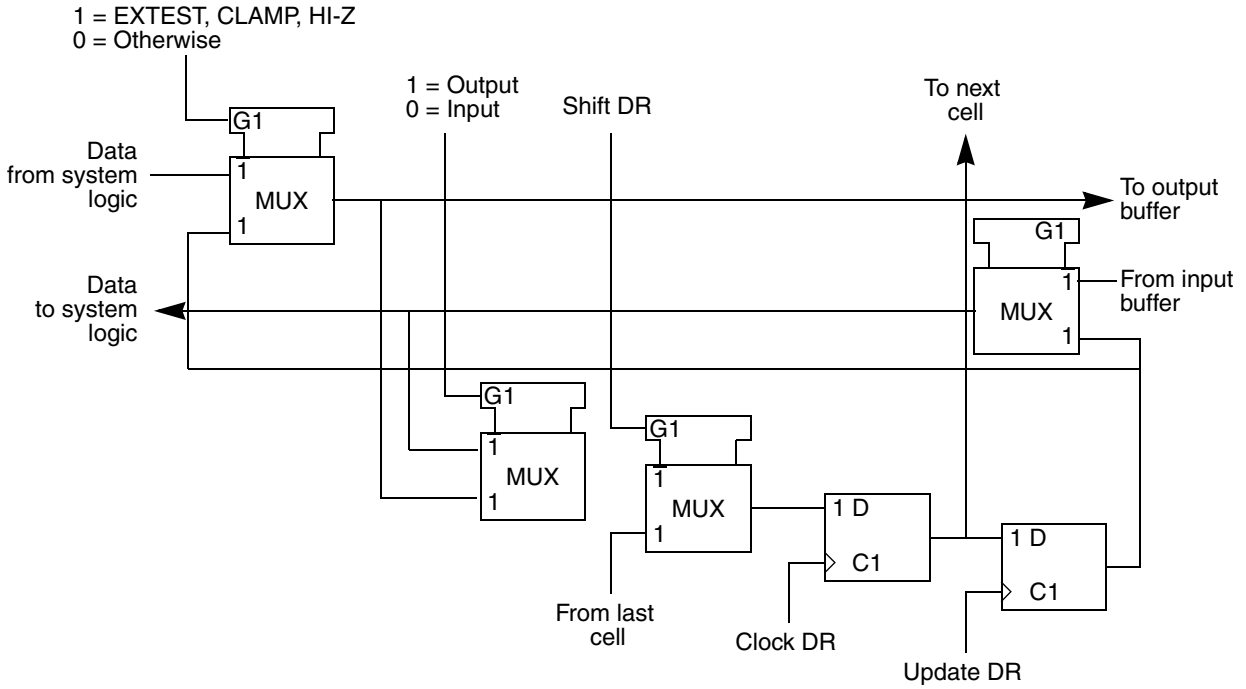 1 = EXTEST, CLAMP, HI-Z
0 = Otherwise
1 = Output
0 = Input
Shift DR
To next
cell
G1
Data
from system
logic
1
MUX
1
To output
buffer
G1
Data
to system
logic
1
MUX
1
From input
buffer
G1
1
MUX
1
G1
1
MUX
1
1 D
C1
1 D
C1
From last
cell
Clock DR
Update DR